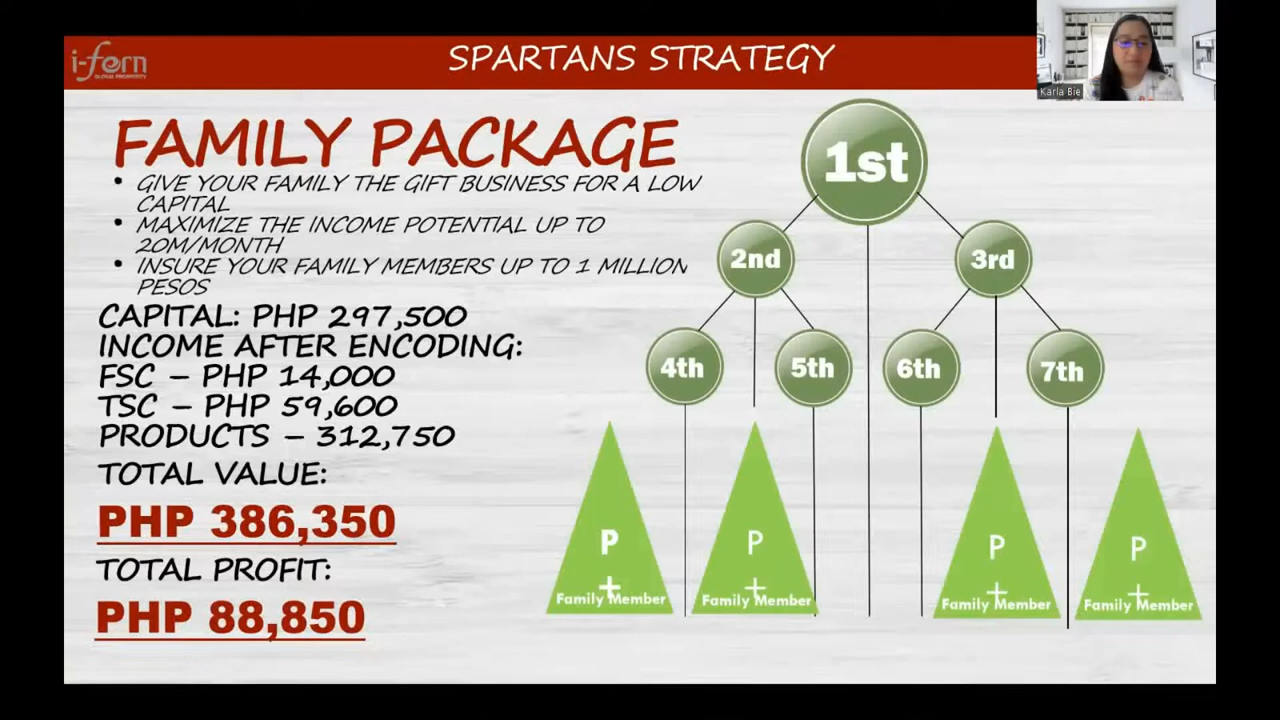 i-fern
GLOBAL PROSPERITY
SPARTANS STRATEGY
Karla Bie
FAMILY PACKAGE
• GIVE YOUR FAMILY THE GIFT BUSINESS FOR A LOW
CAPITAL
• MAXIMIZE THE INCOME POTENTIAL UP TO
20M/MONTH
• INSURE YOUR FAMILY MEMBERS UP TO 1 MILLION
PESOS
CAPITAL: PHP 297,500
INCOME AFTER ENCODING:
FSC – PHP 14,000
TSC – PHP 59,600
PRODUCTS – 312,750
TOTAL VALUE:
PHP 386,350
TOTAL PROFIT:
PHP 88,850
1st
2nd
3rd
4th
5th
6th
7th
P
+
Family Member
P
+
Family Member
P
+
Family Member
P
+
Family Member